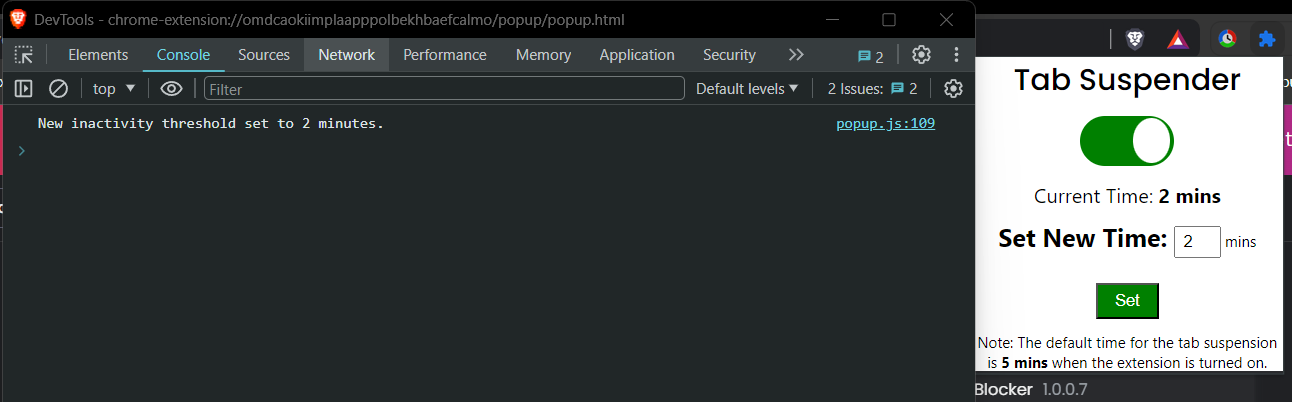 DevTools - chrome-extension://omdcaokiimplaapppolbekhbaefcalmo/popup/popup.html
Elements Console Sources Network Performance Memory Application Security 2
top Filter Default levels 2 Issues: 2
New inactivity threshold set to 2 minutes. popup.js:109
Tab Suspender
Current Time: 2 mins
Set New Time: 2 mins
Set
Note: The default time for the tab suspension
is 5 mins when the extension is turned on.
Blocker 1.0.0.7